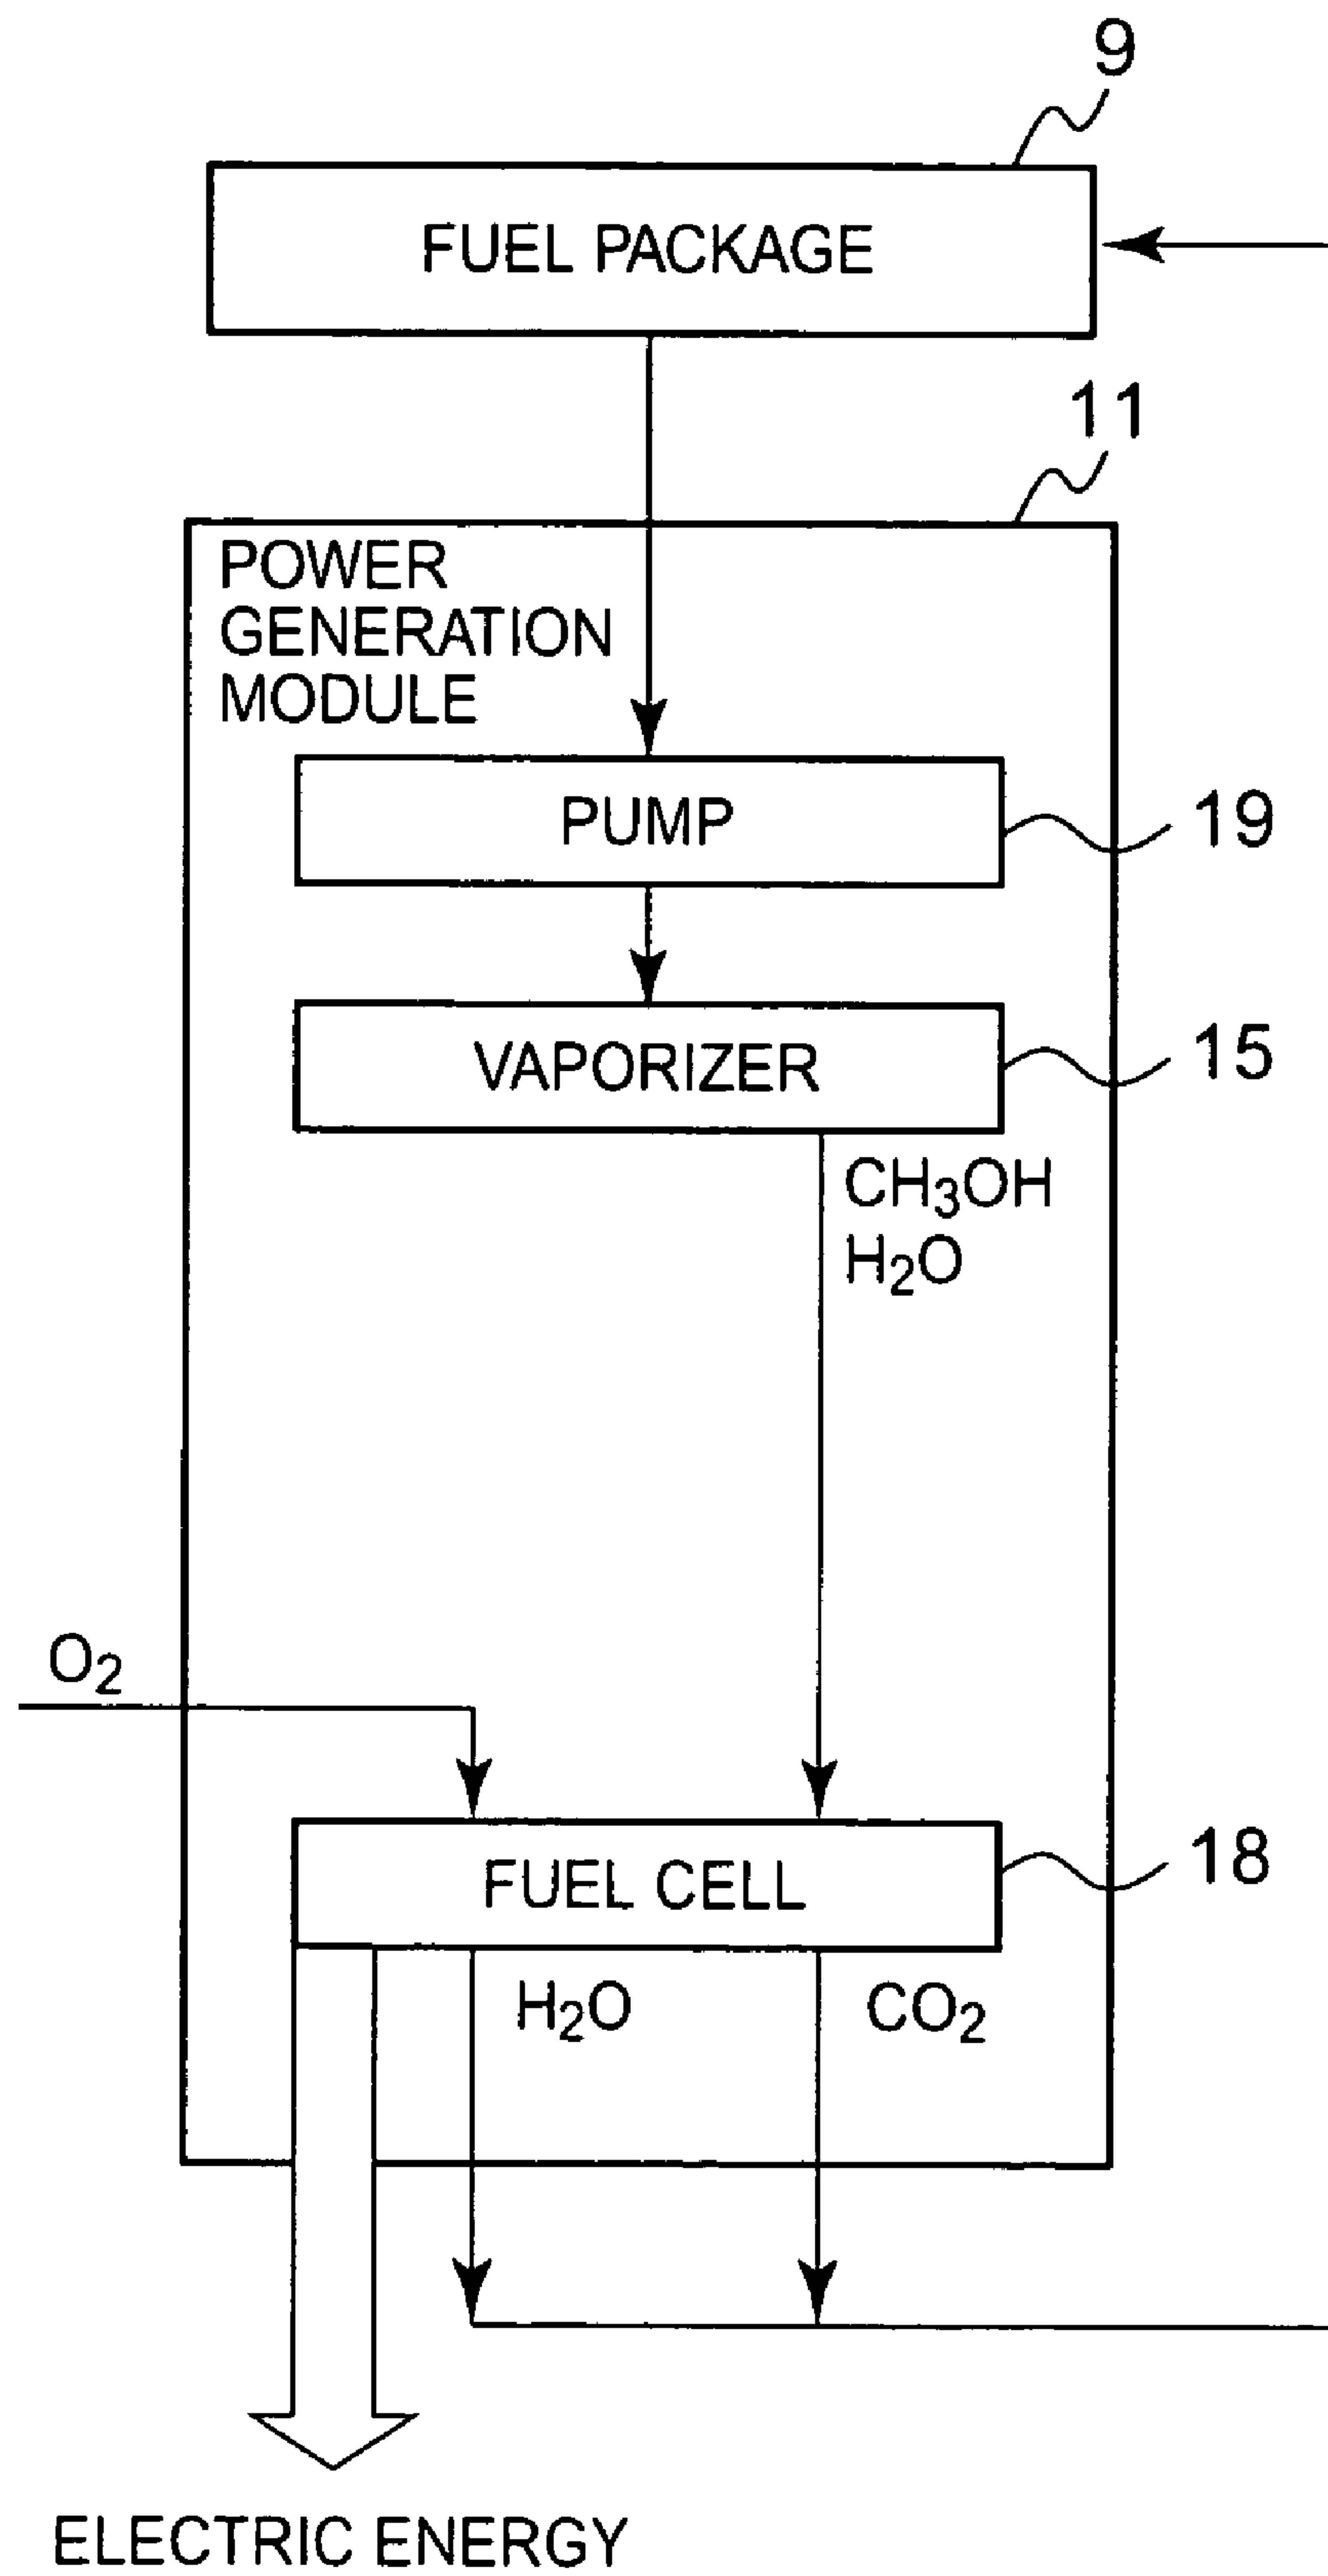 9
FUEL PACKAGE
11
POWER
GENERATION
MODULE
PUMP
19
VAPORIZER
15
CH₃OH
H₂O
O₂
FUEL CELL
18
H₂O
CO₂
ELECTRIC ENERGY